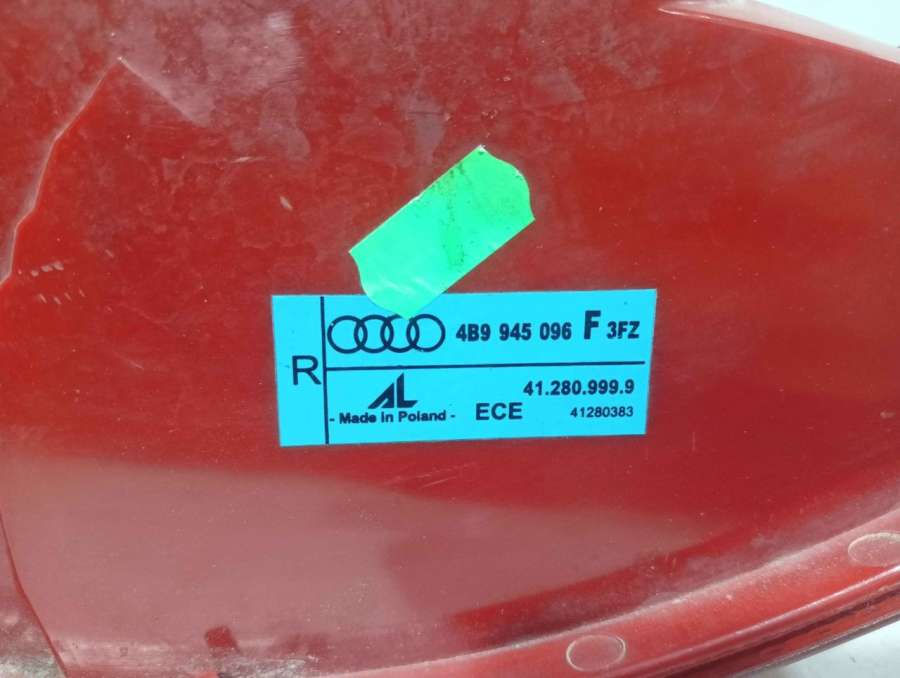 R
4B9 945 096 F 3FZ
AL
- Made in Poland -
ECE
41.280.999.9
41280383